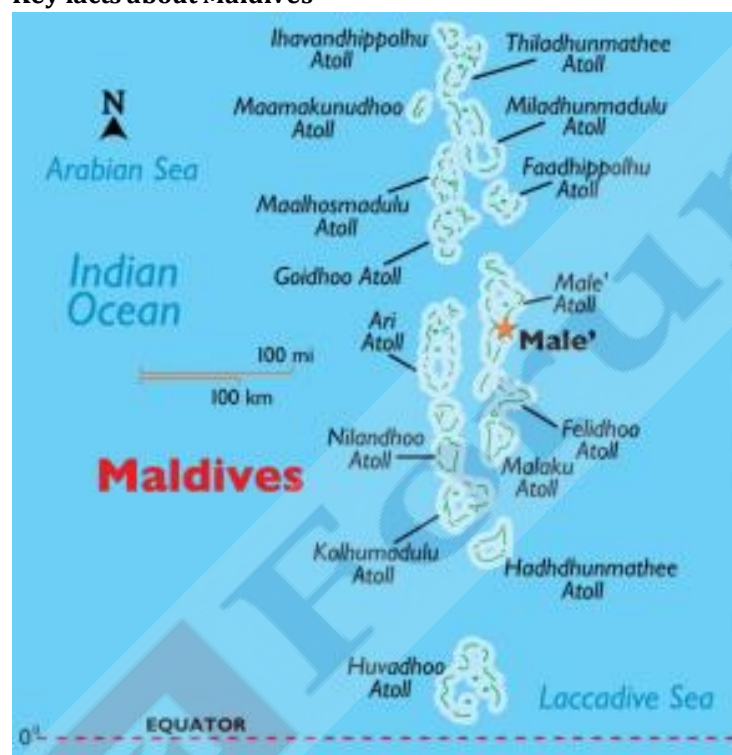 Key facts about Maldives
Ihavandhippolhu
Atoll
Thiladhunmathee
Atoll
N
Maamakunudhoo
Atoll
Miladhunmadulu
Atoll
Arabian Sea
Faadhippolhu
Atoll
Maalhosmadulu
Atoll
Goidhoo Atoll
Indian
Ocean
Male'
Atoll
Ari
Atoll
Male'
100 mi
100 km
Nilandhoo
Atoll
Felidhoo
Atoll
Malaku
Atoll
Maldives
Kolhumadulu
Atoll
Hadhdhunmathee
Atoll
Huvadhoo
Atoll
Laccadive Sea
EQUATOR
0°